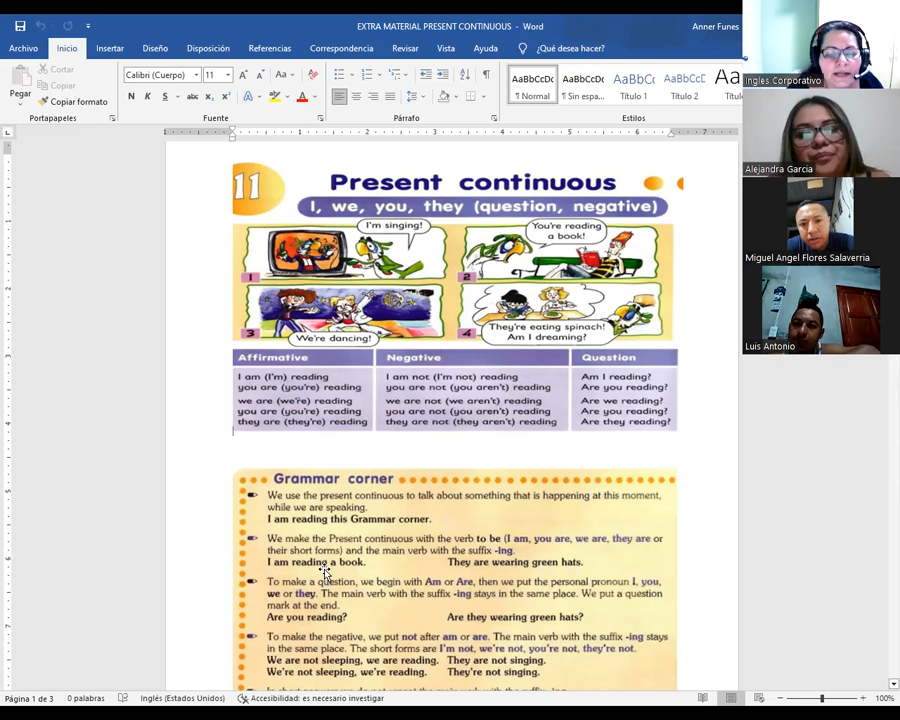 EXTRA MATERIAL PRESENT CONTINUOUS - Word
Anner Funes
Archivo Inicio Insertar Diseño Disposición Referencias Correspondencia Revisar Vista Ayuda ¿Qué desea hacer?
Pegar
Cortar
Copiar
Copiar formato
Portapapeles
Calibri (Cuerpo) 11
N K S abc x₂ x²
Fuente
Párrafo
AaBbCcDc AaBbCcDc AaBbC AaBbCcD Aa
¶ Normal ¶ Sin espa... Título 1 Título 2 Título
Estilos
Inglés Corporativo
Alejandra Garcia
Miguel Angel Flores Salaverria
Luis Antonio
11
Present continuous
I, we, you, they (question, negative)
I'm singing!
You're reading
a book!
1
2
We're dancing!
They're eating spinach!
Am I dreaming?
3
4
Affirmative Negative Question
I am (I'm) reading I am not (I'm not) reading Am I reading?
you are (you're) reading you are not (you aren't) reading Are you reading?
we are (we're) reading we are not (we aren't) reading Are we reading?
you are (you're) reading you are not (you aren't) reading Are you reading?
they are (they're) reading they are not (they aren't) reading Are they reading?
Grammar corner
We use the present continuous to talk about something that is happening at this moment,
while we are speaking.
I am reading this Grammar corner.
We make the Present continuous with the verb to be (I am, you are, we are, they are or
their short forms) and the main verb with the suffix -ing.
I am reading a book. They are wearing green hats.
To make a question, we begin with Am or Are, then we put the personal pronoun I, you,
we or they. The main verb with the suffix -ing stays in the same place. We put a question
mark at the end.
Are you reading? Are they wearing green hats?
To make the negative, we put not after am or are. The main verb with the suffix -ing stays
in the same place. The short forms are I'm not, we're not, you're not, they're not.
We are not sleeping, we are reading. They are not singing.
We're not sleeping, we're reading. They're not singing.
Página 1 de 3 0 palabras Inglés (Estados Unidos) Accesibilidad: es necesario investigar 100%